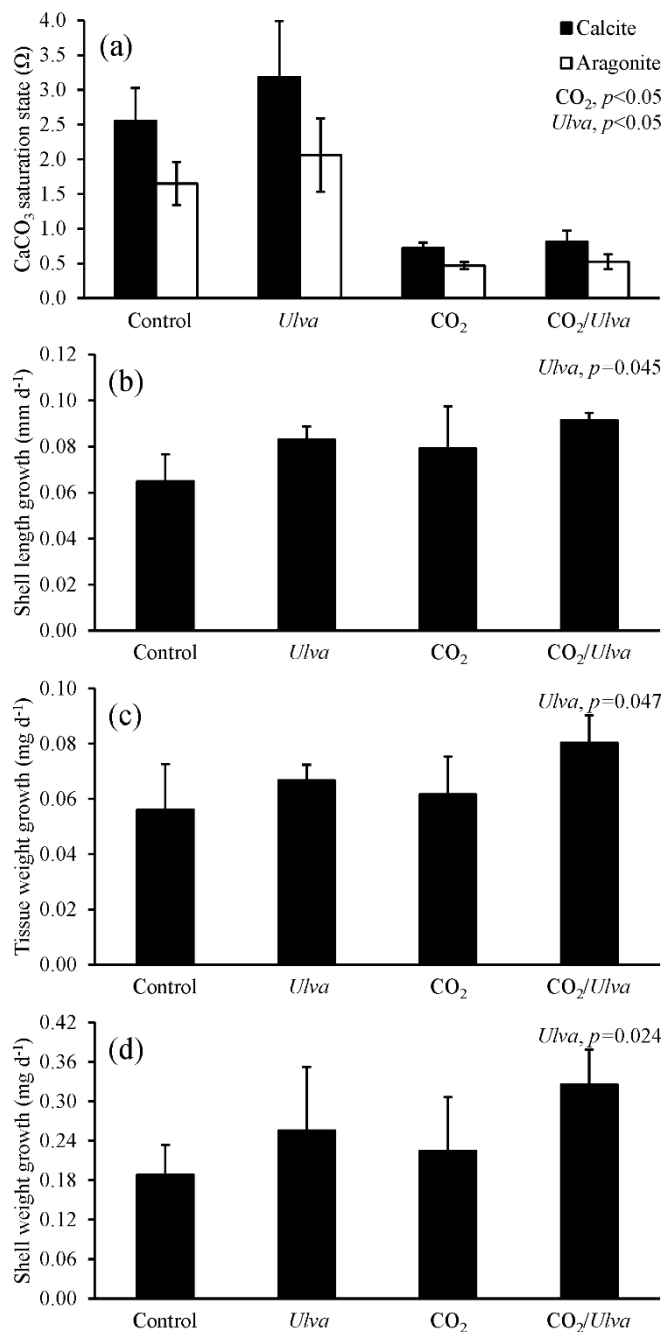 (a)
Calcite
Aragonite
CO₂, p<0.05
Ulva, p<0.05
CaCO₃ saturation state (Ω)
4.0
3.5
3.0
2.5
2.0
1.5
1.0
0.5
0.0
Control Ulva CO₂ CO₂/Ulva
(b)
Ulva, p=0.045
Shell length growth (mm d⁻¹)
0.12
0.10
0.08
0.06
0.04
0.02
0.00
Control Ulva CO₂ CO₂/Ulva
(c)
Ulva, p=0.047
Tissue weight growth (mg d⁻¹)
0.10
0.08
0.06
0.04
0.02
0.00
Control Ulva CO₂ CO₂/Ulva
(d)
Ulva, p=0.024
Shell weight growth (mg d⁻¹)
0.42
0.36
0.30
0.24
0.18
0.12
0.06
0.00
Control Ulva CO₂ CO₂/Ulva